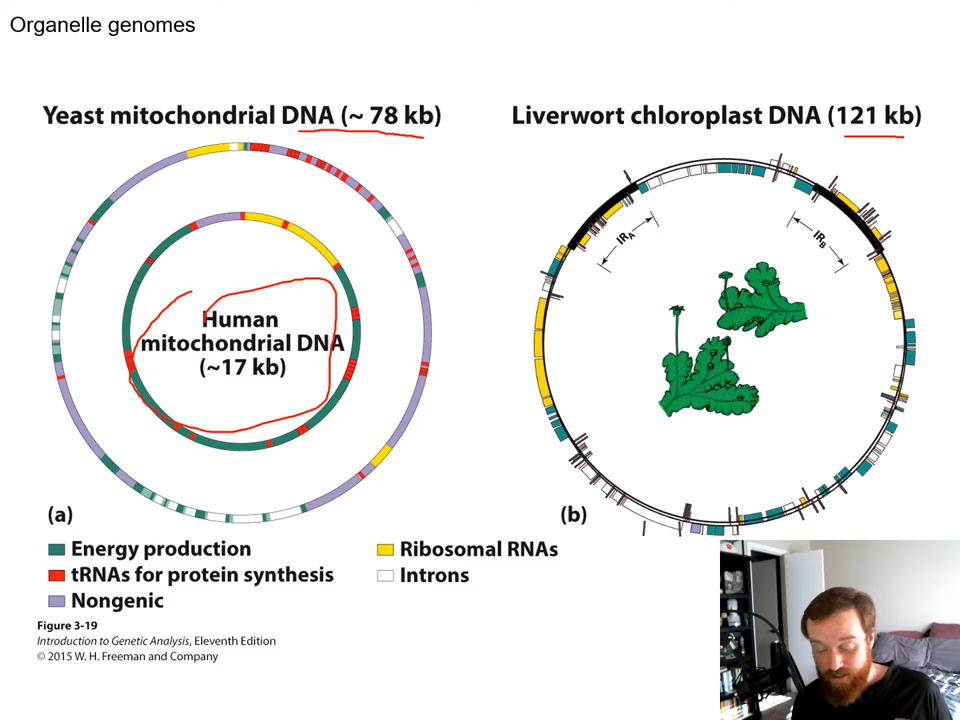 Organelle genomes
Yeast mitochondrial DNA (~ 78 kb)
Liverwort chloroplast DNA (121 kb)
Human
mitochondrial DNA
(~17 kb)
IRA
IRB
(a)
(b)
Energy production
tRNAs for protein synthesis
Nongenic
Ribosomal RNAs
Introns
Figure 3-19
Introduction to Genetic Analysis, Eleventh Edition
© 2015 W. H. Freeman and Company